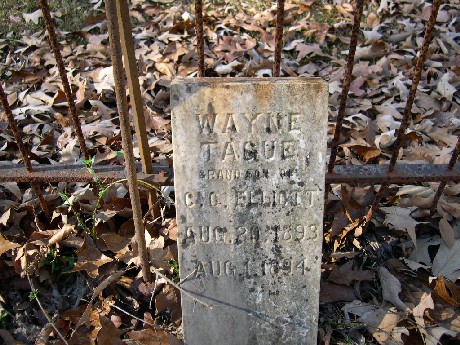 WAYNE
TAGUE
GRANDSON OF
C. C. ELLIOTT
AUG. 20, 1893
AUG. 1, 1894